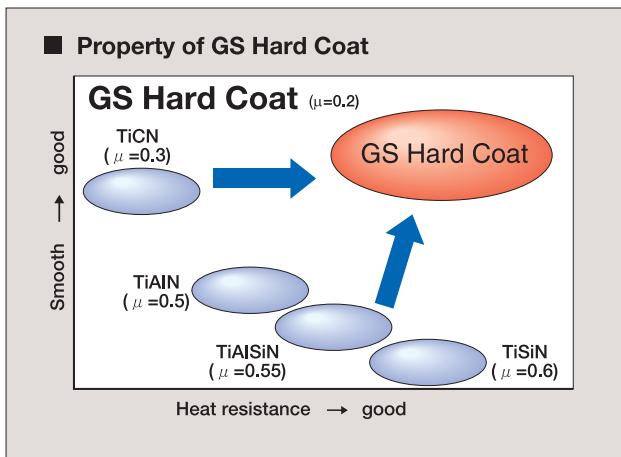 ■ Property of GS Hard Coat
GS Hard Coat (μ=0.2)
TiCN
( μ =0.3)
GS Hard Coat
Smooth → good
TiAlN
( μ =0.5)
TiAlSiN
( μ =0.55)
TiSiN
( μ =0.6)
Heat resistance → good